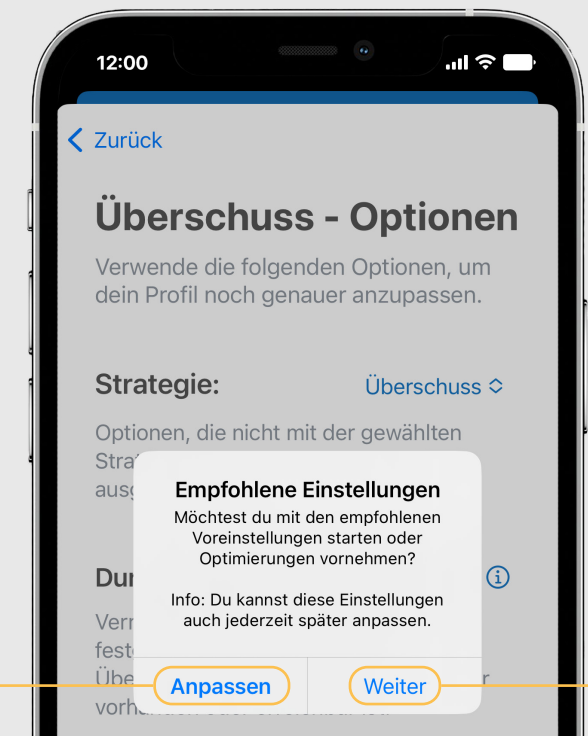 12:00
Zurück
Überschuss - Optionen
Verwende die folgenden Optionen, um
dein Profil noch genauer anzupassen.
Strategie: Überschuss
Optionen, die nicht mit der gewählten
Empfohlene Einstellungen
Möchtest du mit den empfohlenen
Voreinstellungen starten oder
Optimierungen vornehmen?
Info: Du kannst diese Einstellungen
auch jederzeit später anpassen.
Anpassen Weiter